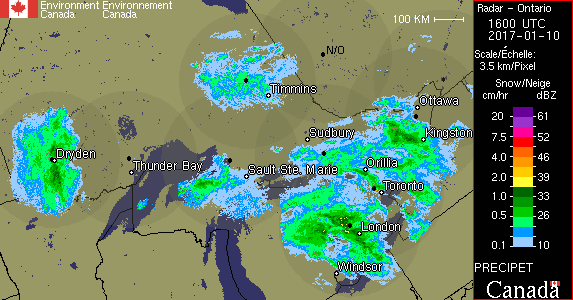 Environment Environnement
Canada Canada
Radar - Ontario
1600 UTC
2017-01-10
100 KM
Scale/Échelle:
3.5 km/Pixel
Snow/Neige
cm/hr dBZ
20 61
7.5 52
4.0 46
2.0 39
1.0 33
0.5 26
0.1 10
N/O
Timmins
Ottawa
Sudbury
Kingston
Dryden
Thunder Bay
Sault Ste. Marie
Orillia
Toronto
London
Windsor
PRECIPET
Canada